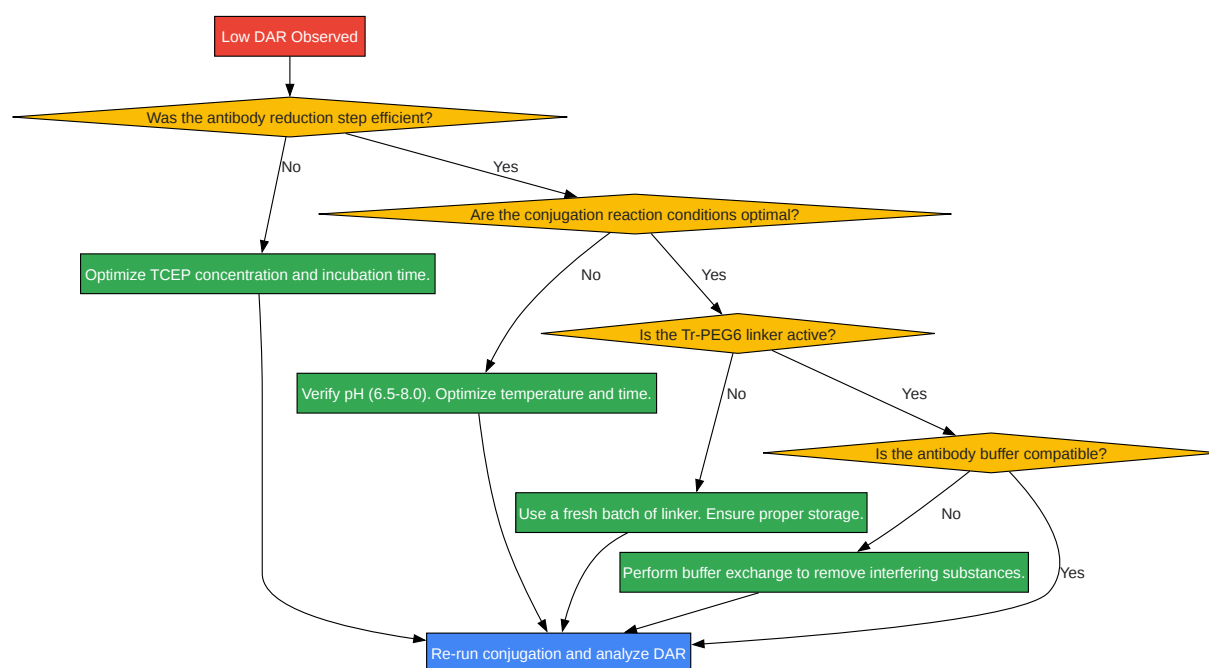 Low DAR Observed
Was the antibody reduction step efficient?
No
Yes
Are the conjugation reaction conditions optimal?
Optimize TCEP concentration and incubation time.
No
Yes
Is the Tr-PEG6 linker active?
Verify pH (6.5-8.0). Optimize temperature and time.
No
Yes
Is the antibody buffer compatible?
Use a fresh batch of linker. Ensure proper storage.
No
Perform buffer exchange to remove interfering substances.
Yes
Re-run conjugation and analyze DAR